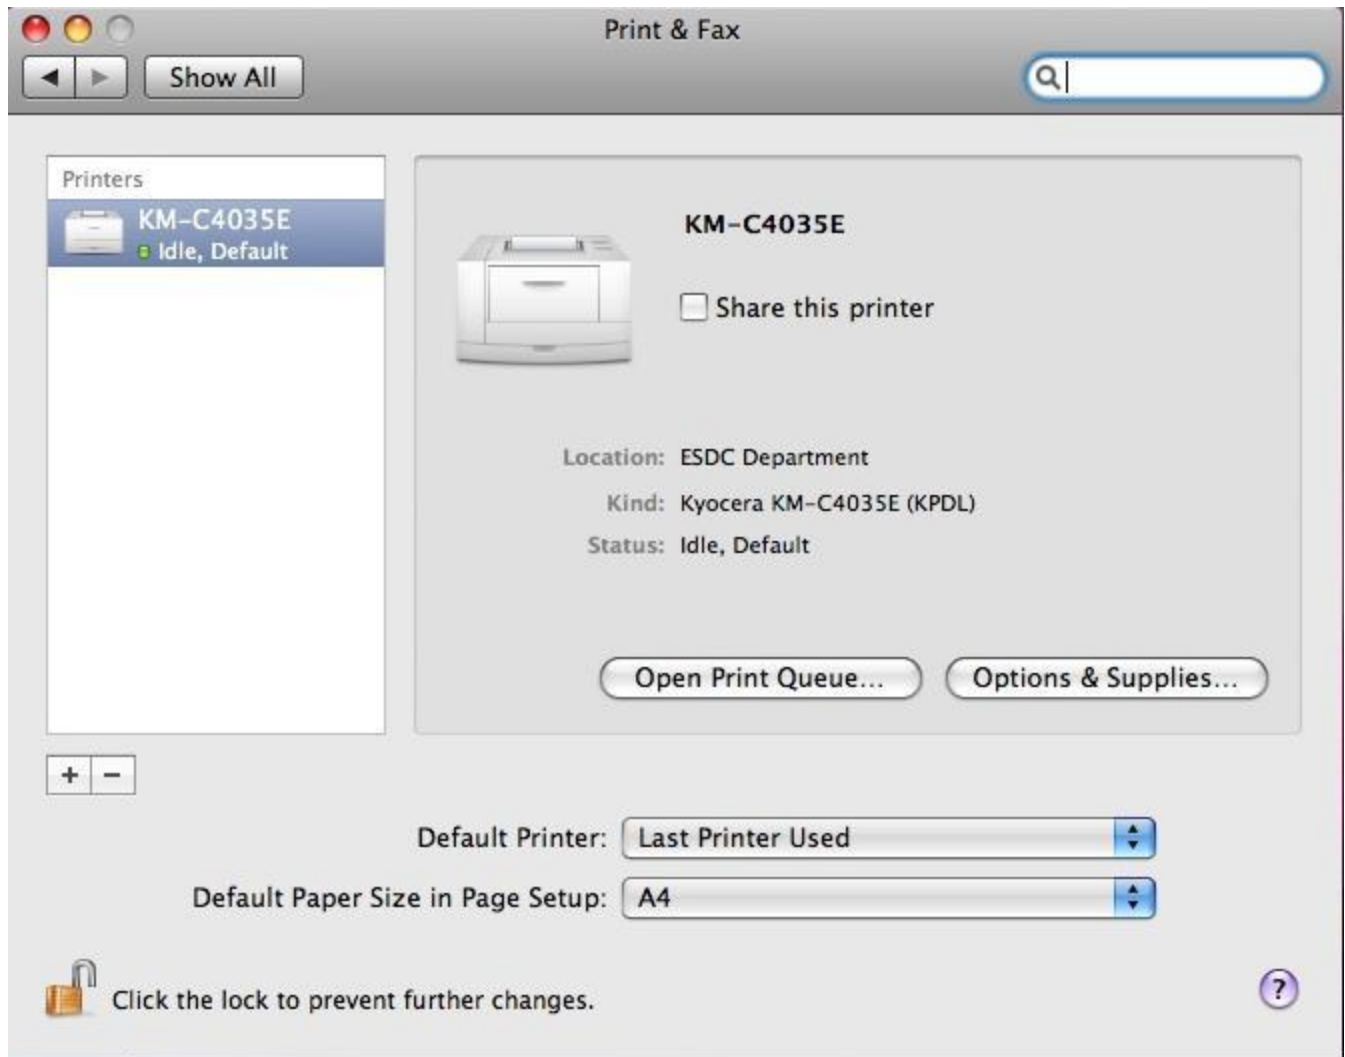 Print & Fax
Show All
Printers
KM-C4035E
Idle, Default
KM-C4035E
Share this printer
Location: ESDC Department
Kind: Kyocera KM-C4035E (KPDL)
Status: Idle, Default
Open Print Queue... Options & Supplies...
+ −
Default Printer: Last Printer Used
Default Paper Size in Page Setup: A4
Click the lock to prevent further changes.
?